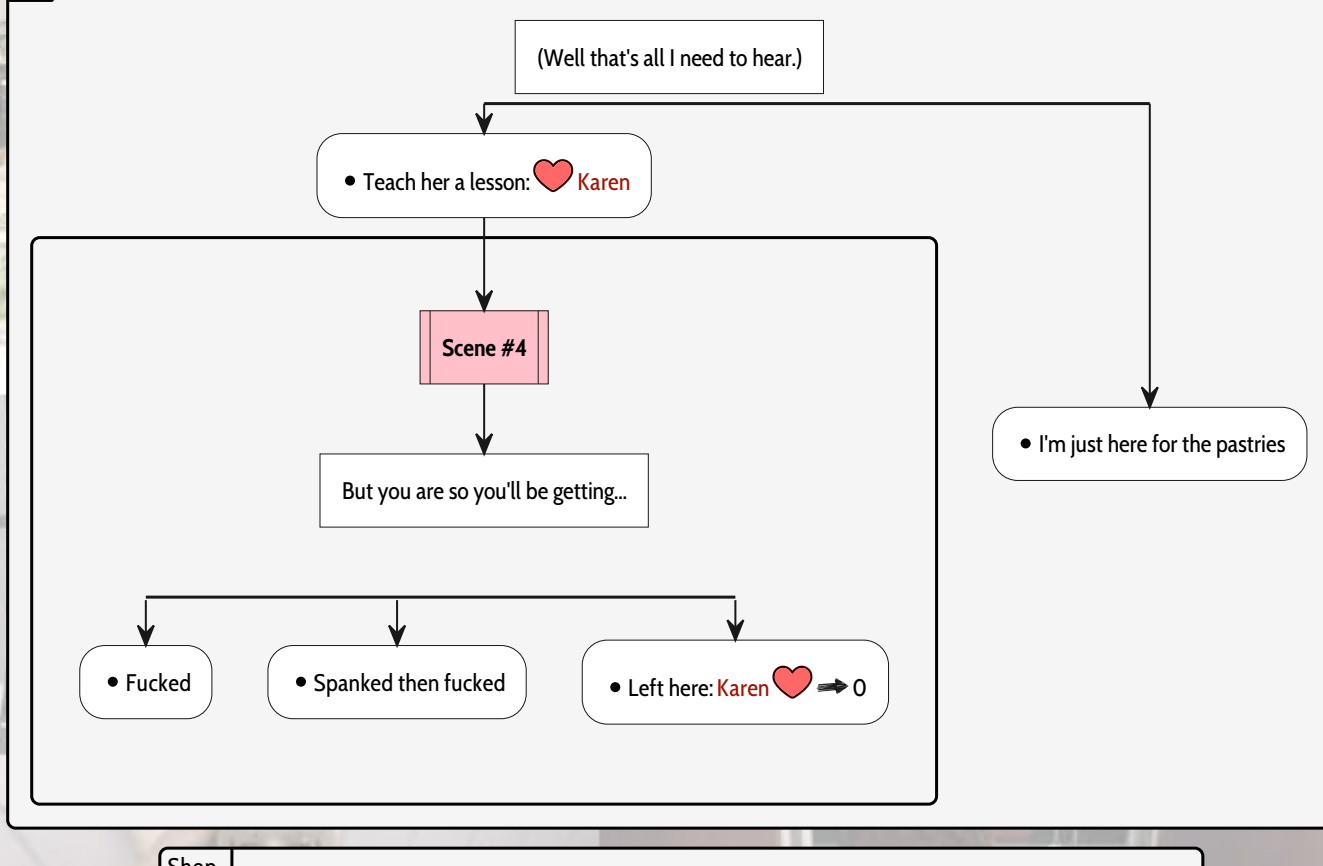 (Well that's all I need to hear.)
• Teach her a lesson: Karen
Scene #4
• I'm just here for the pastries
But you are so you'll be getting...
• Fucked
• Spanked then fucked
• Left here: Karen 0
Shop